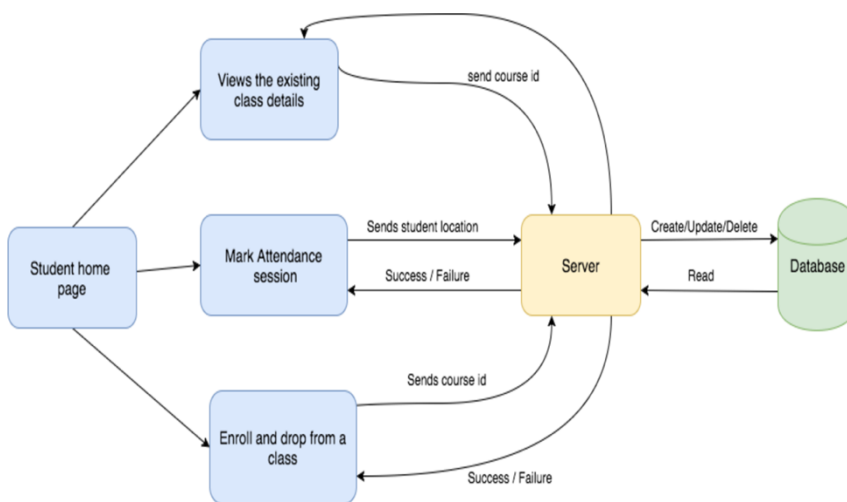 Views the existing
class details
send course id
Sends student location
Mark Attendance
session
Success / Failure
Student home
page
Server
Create/Update/Delete
Read
Database
Sends course id
Enroll and drop from a
class
Success / Failure